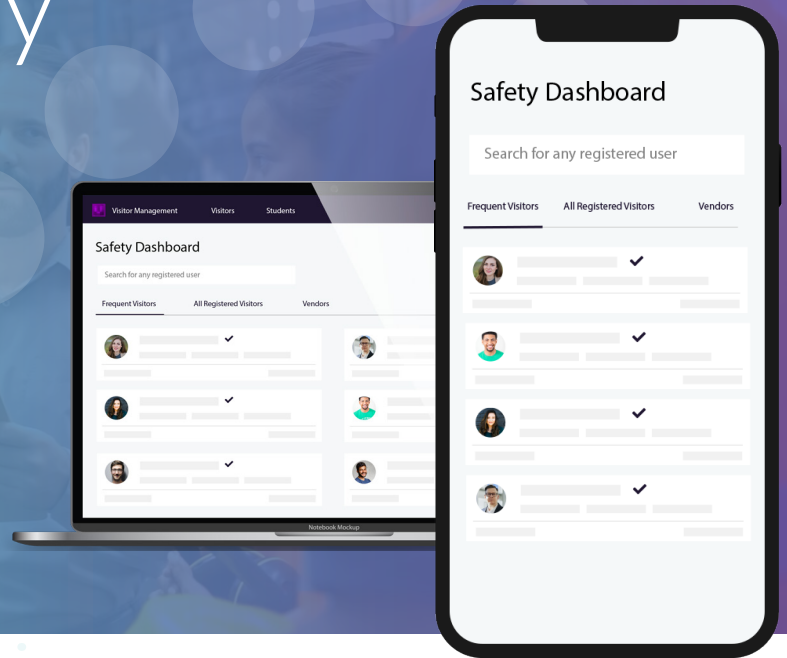 y
Visitor Management Visitors Students
Safety Dashboard
Search for any registered user
Frequent Visitors All Registered Visitors Vendors
Notebook Mockup
Safety Dashboard
Search for any registered user
Frequent Visitors All Registered Visitors Vendors